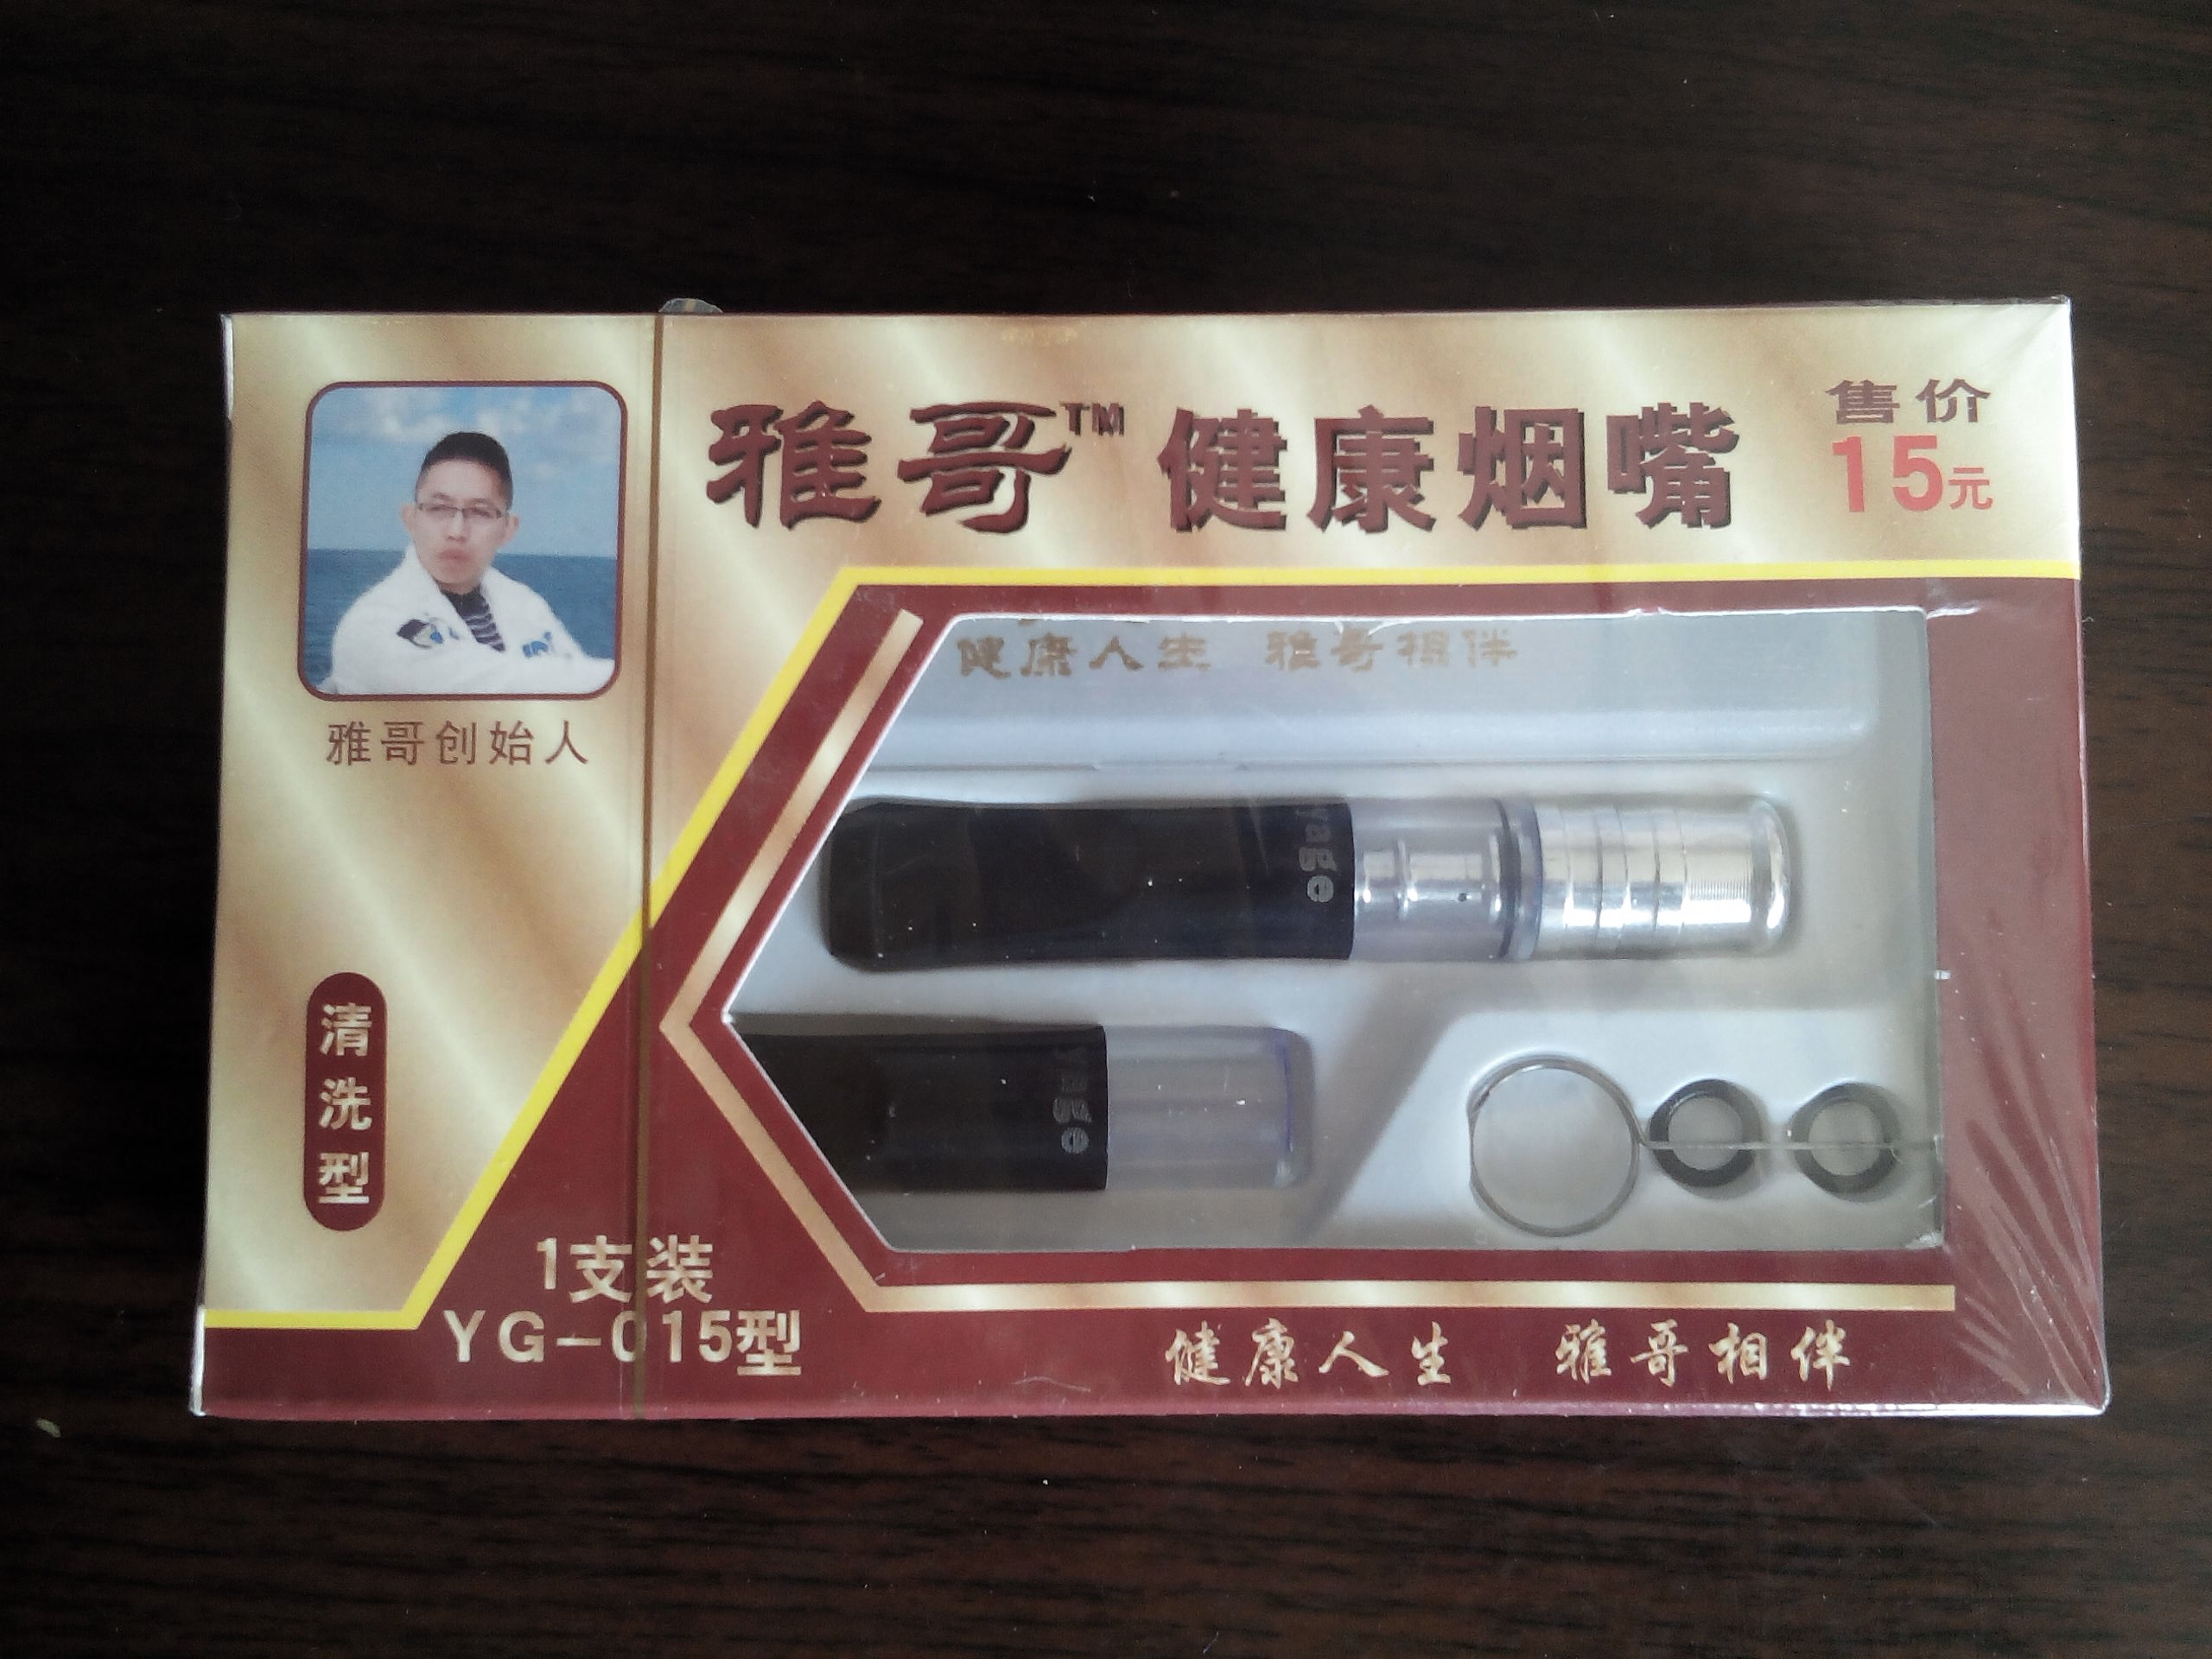 雅哥™健康烟嘴
售价
15元
雅哥创始人
健康人生 雅哥相伴
yage
yage
清洗型
1支装
YG-015型
健康人生 雅哥相伴